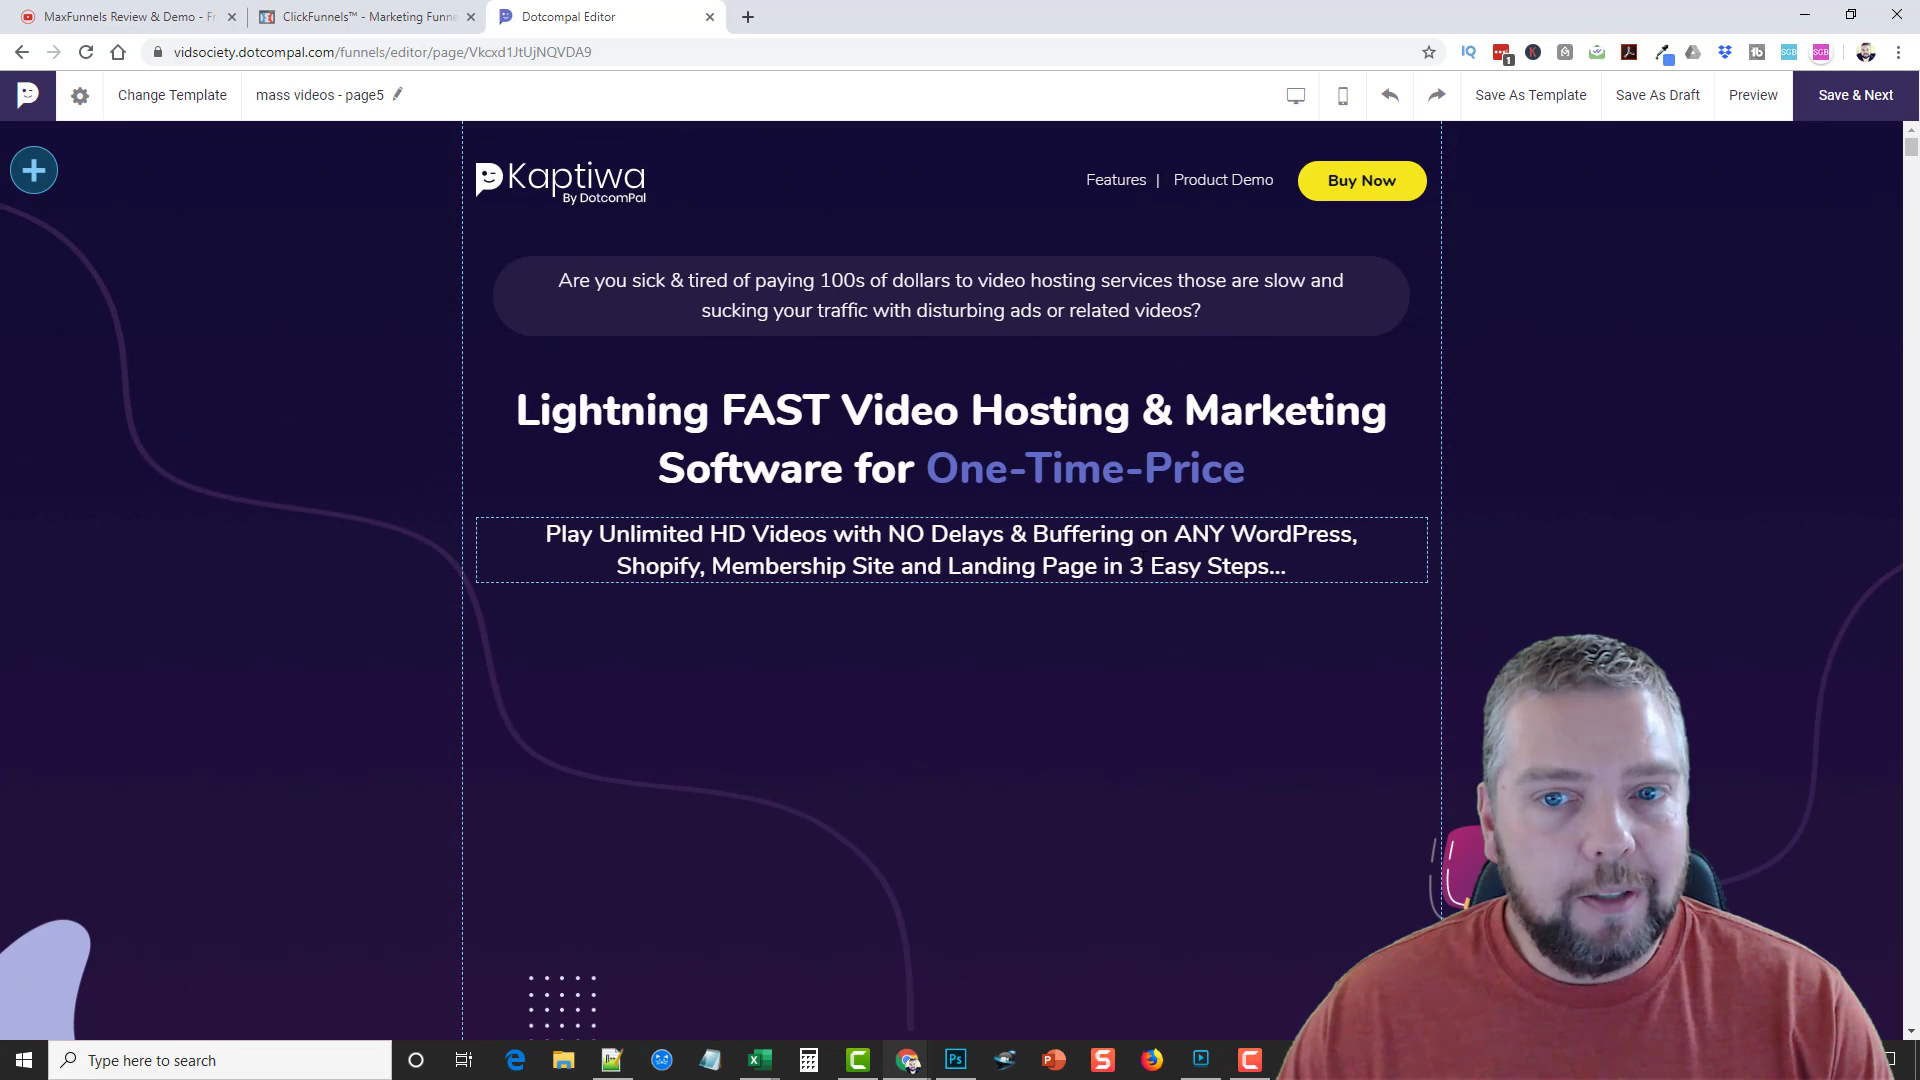 MaxFunnels Review & Demo - Fr
ClickFunnels™ - Marketing Funne
Dotcompal Editor
vidsociety.dotcompal.com/funnels/editor/page/Vkcxd1JtUjNQVDA9
Change Template
mass videos - page5
Save As Template
Save As Draft
Preview
Save & Next
Kaptiwa
By DotcomPal
Features |
Product Demo
Buy Now
Are you sick & tired of paying 100s of dollars to video hosting services those are slow and
sucking your traffic with disturbing ads or related videos?
Lightning FAST Video Hosting & Marketing
Software for One-Time-Price
Play Unlimited HD Videos with NO Delays & Buffering on ANY WordPress,
Shopify, Membership Site and Landing Page in 3 Easy Steps...
Type here to search